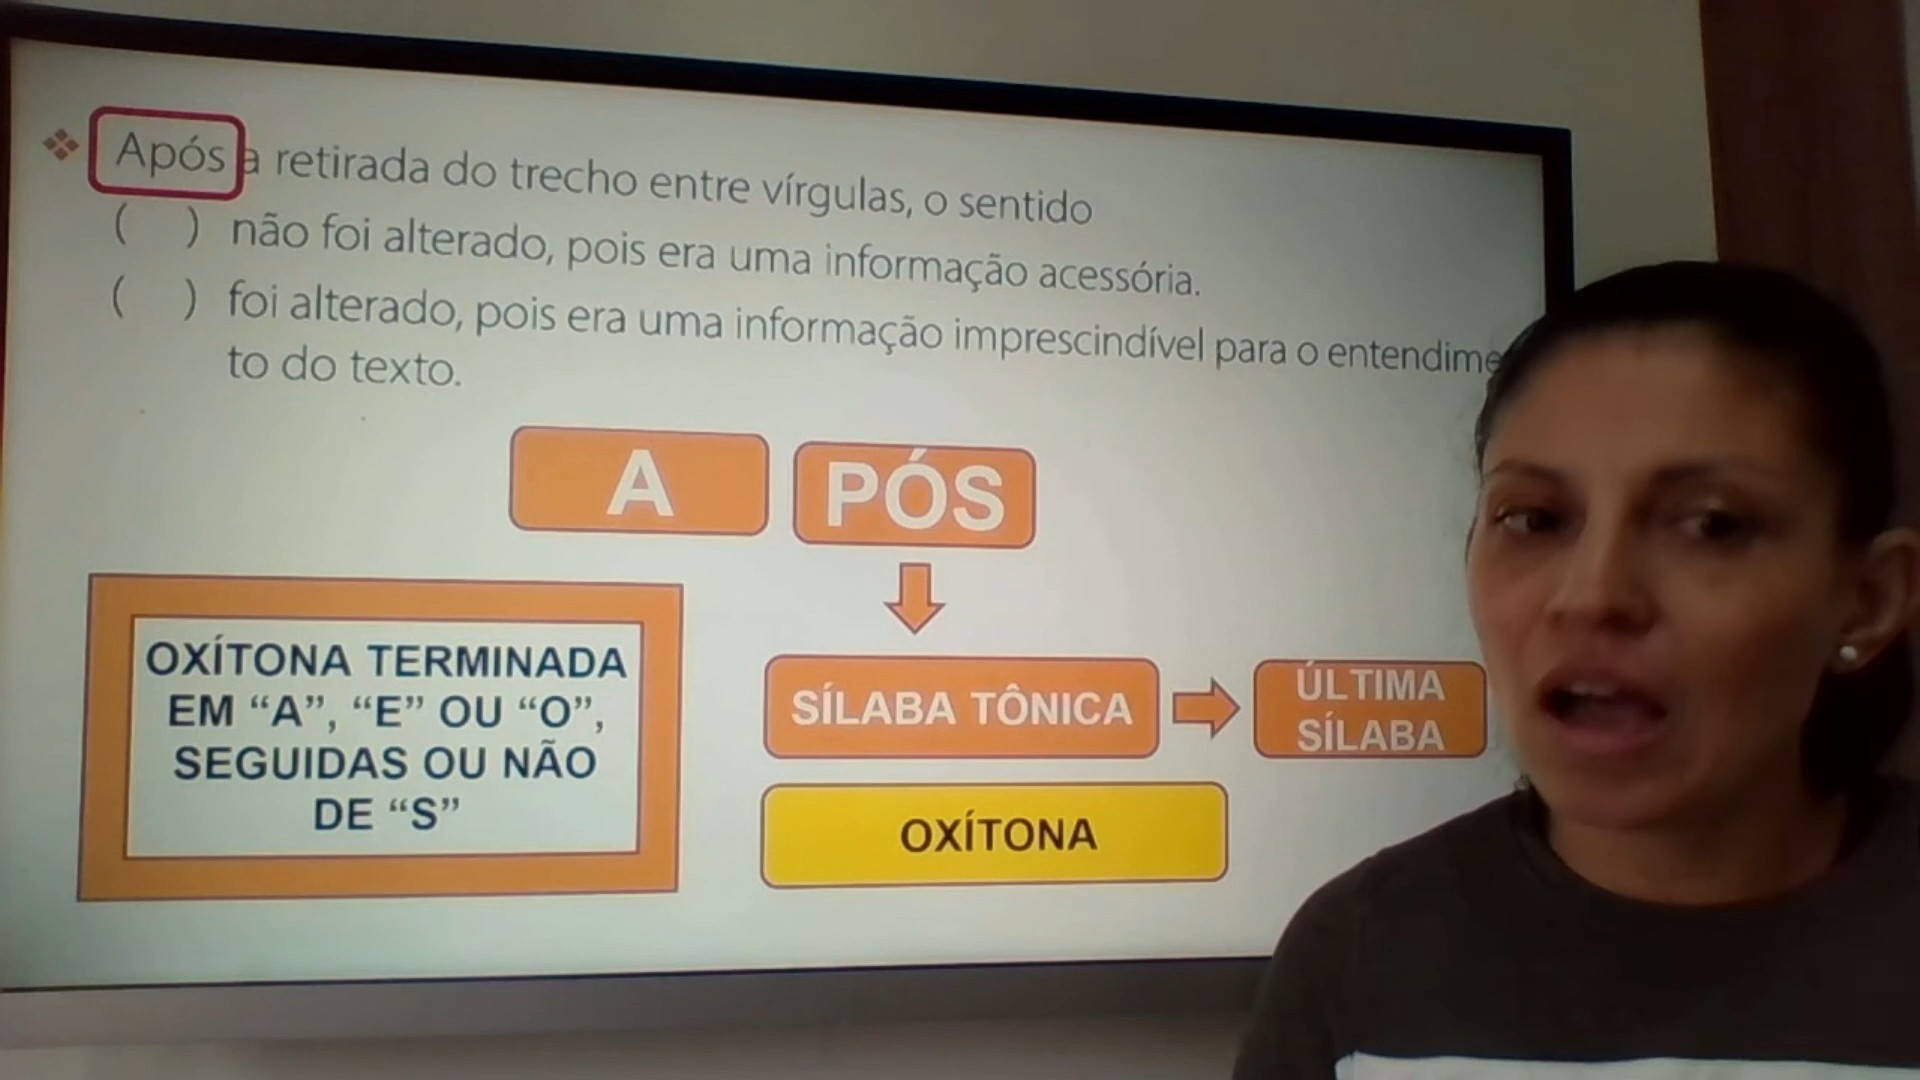 Após a retirada do trecho entre vírgulas, o sentido
( ) não foi alterado, pois era uma informação acessória.
( ) foi alterado, pois era uma informação imprescindível para o entendime
to do texto.
A PÓS
OXÍTONA TERMINADA
EM “A”, “E” OU “O”,
SEGUIDAS OU NÃO
DE “S”
SÍLABA TÔNICA
ÚLTIMA
SÍLABA
OXÍTONA